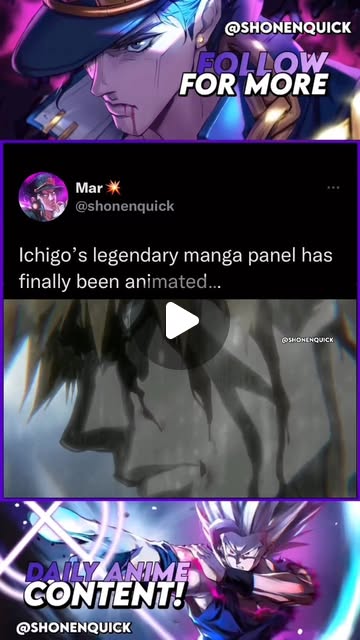 @SHONENQUICK
FOLLOW
FOR MORE
Mar💥
@shonenquick
Ichigo's legendary manga panel has
finally been animated...
@SHONENQUICK
DAILY ANIME
CONTENT!
@SHONENQUICK